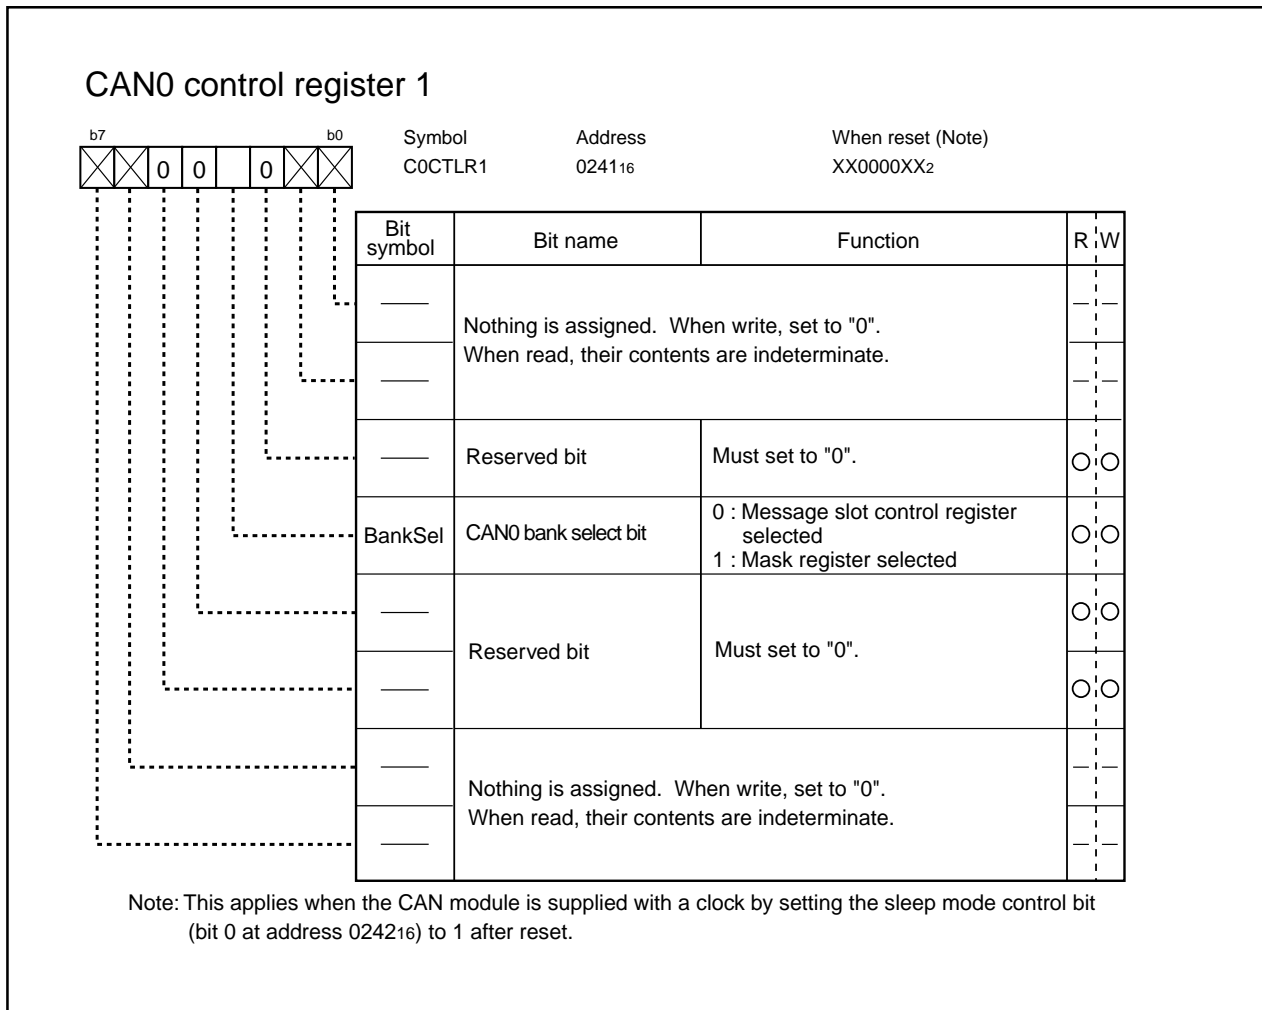 CAN0 control register 1
b7 b0 Symbol Address When reset (Note)
0 0 0 C0CTLR1 0241₁₆ XX0000XX₂
Bit symbol Bit name Function R W
Nothing is assigned. When write, set to "0".
When read, their contents are indeterminate.
Reserved bit Must set to "0".
BankSel CAN0 bank select bit 0 : Message slot control register
selected
1 : Mask register selected
Reserved bit Must set to "0".
Nothing is assigned. When write, set to "0".
When read, their contents are indeterminate.
Note: This applies when the CAN module is supplied with a clock by setting the sleep mode control bit
(bit 0 at address 0242₁₆) to 1 after reset.